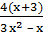 4(x+3)
3x² – x